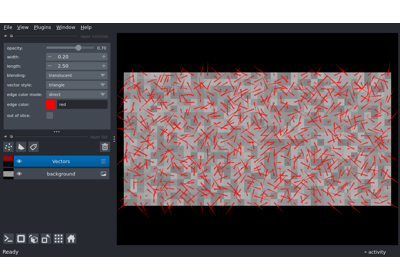 File View Plugins Window Help
opacity: 0.70
width: − 0.20 +
length: − 2.50 +
blending: translucent
vector style: triangle
edge color mode: direct
edge color: red
out of slice:
Vectors
background
Ready
activity